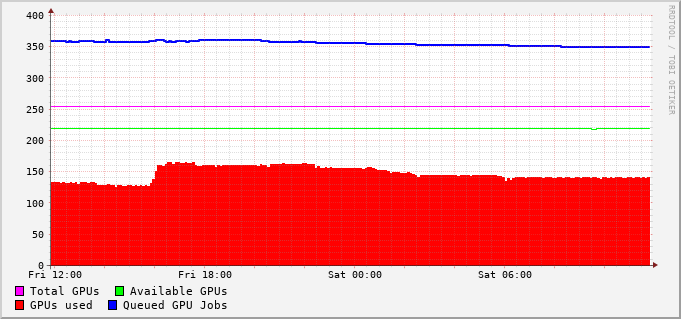 400
350
300
250
200
150
100
50
0
Fri 12:00 Fri 18:00 Sat 00:00 Sat 06:00
Total GPUs Available GPUs
GPUs used Queued GPU Jobs
RRDTOOL / TOBI OETIKER